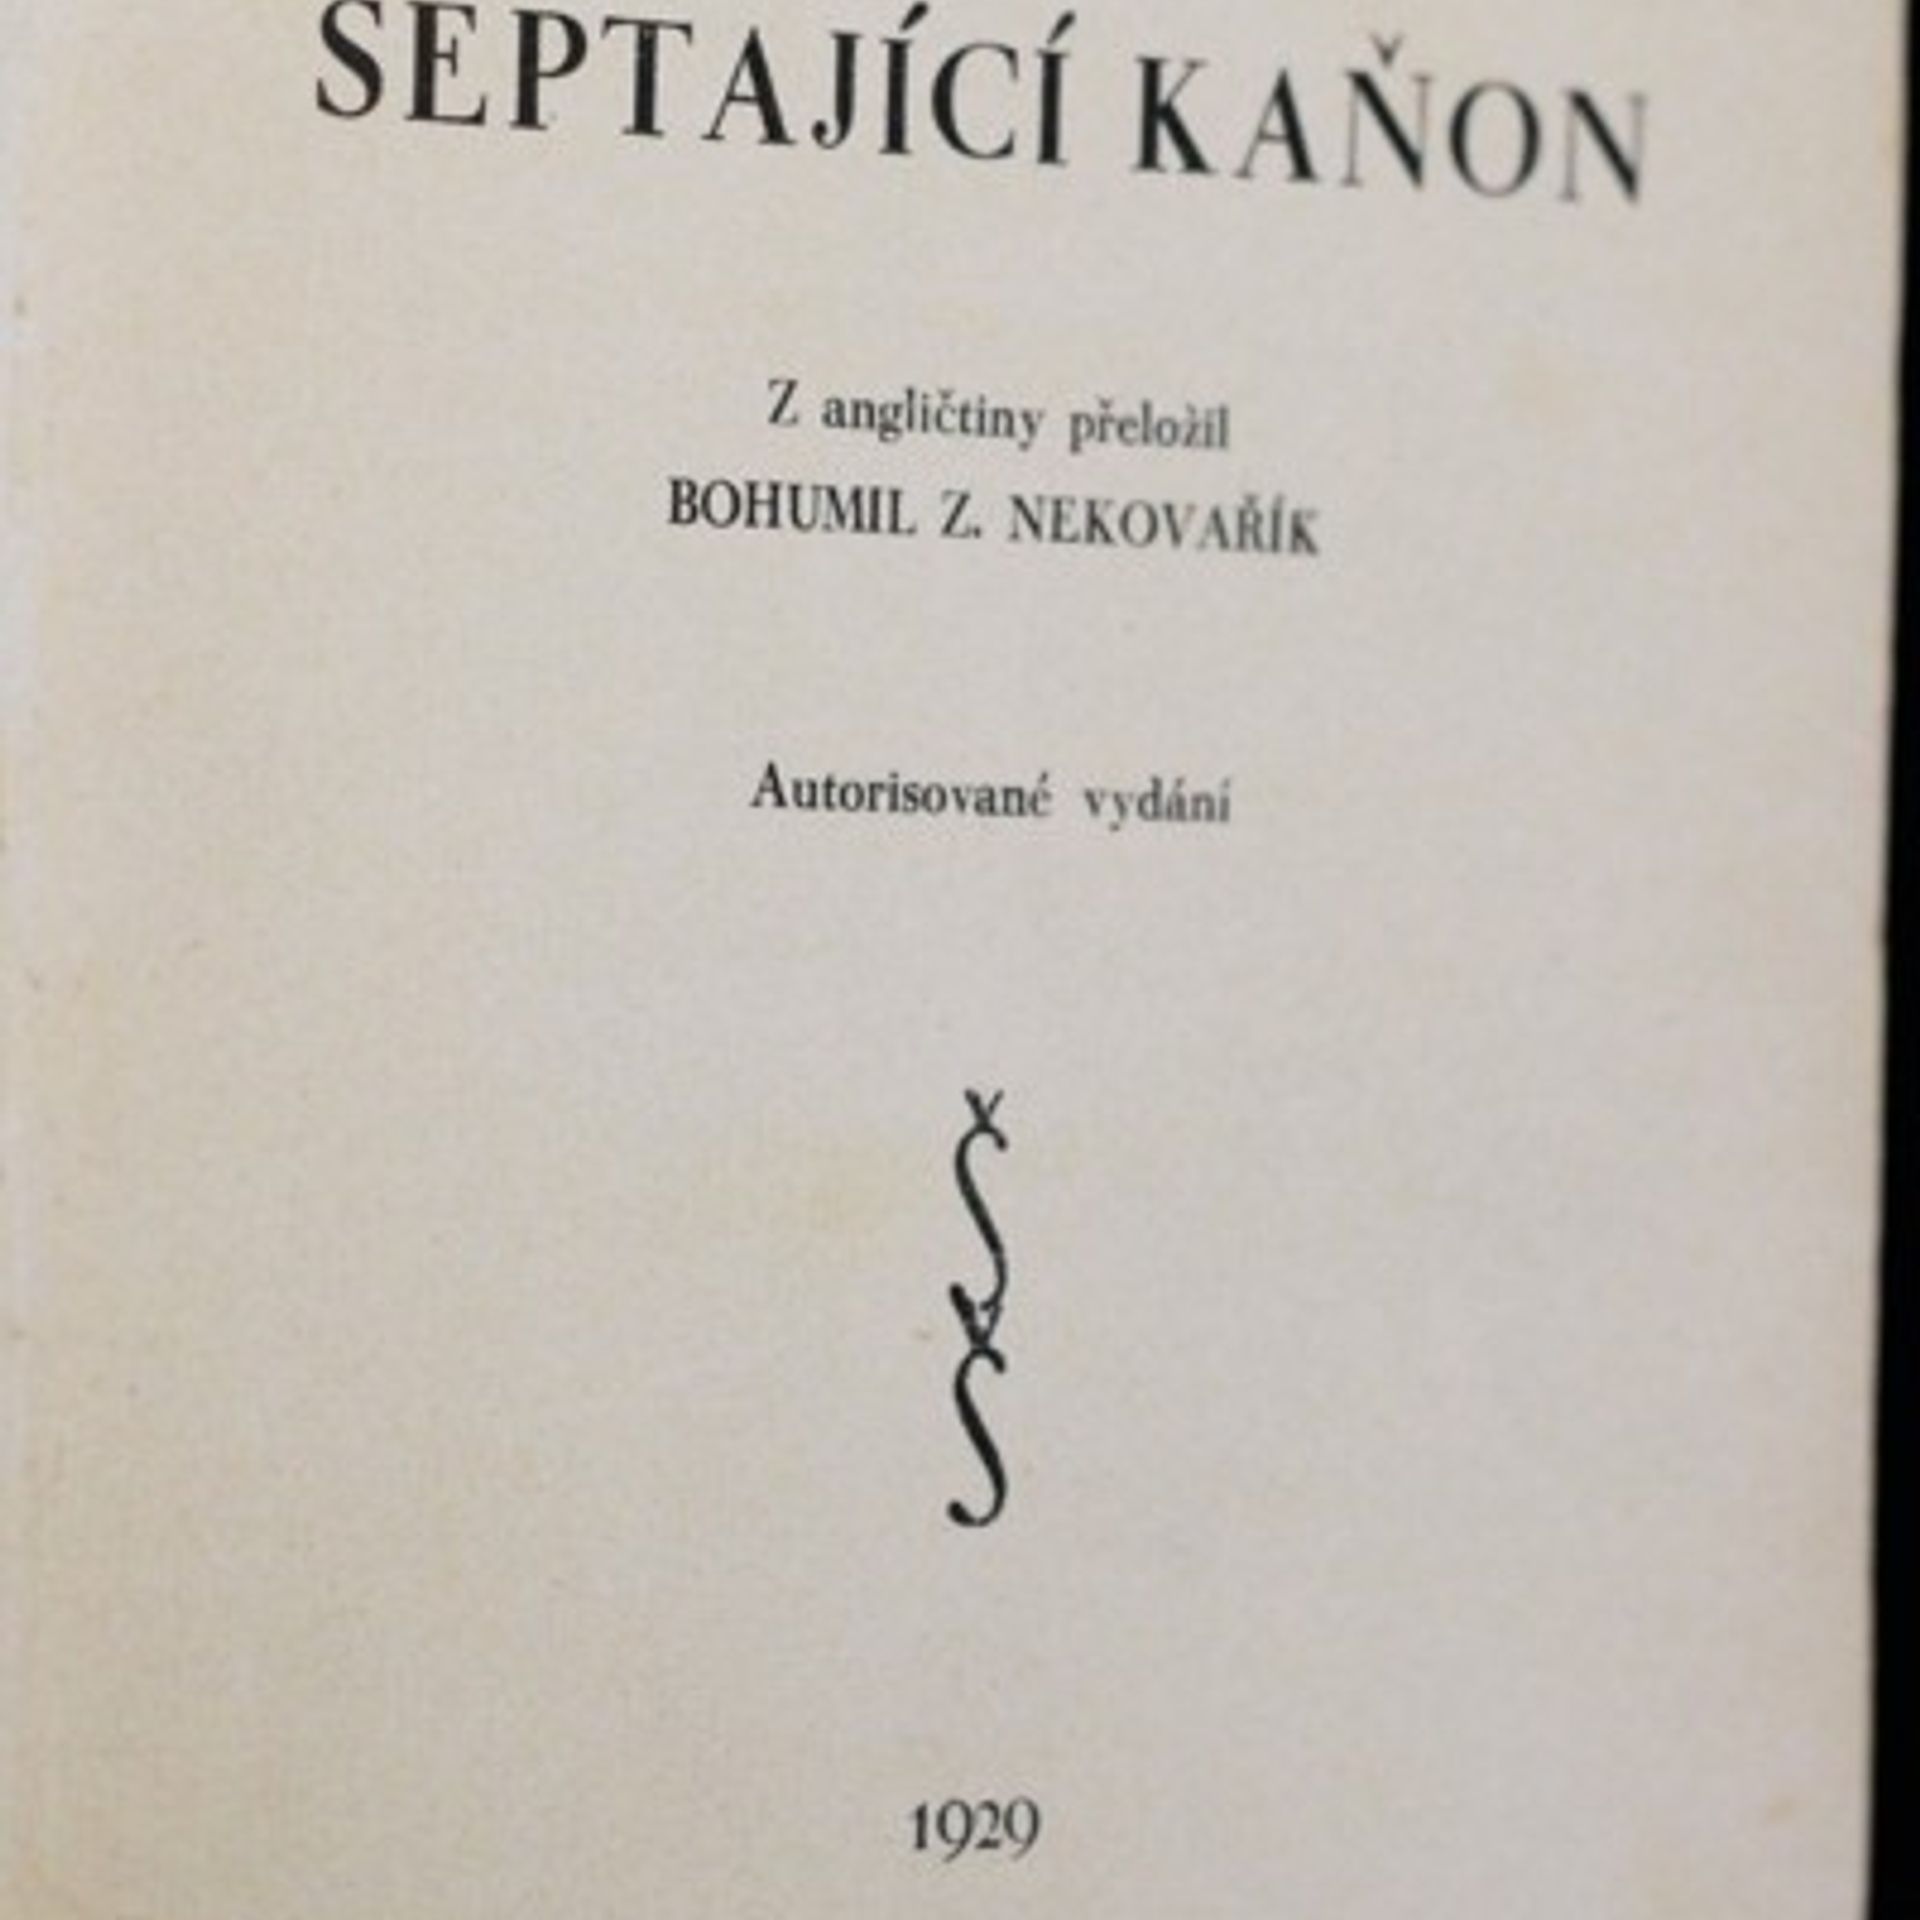 ŠEPTAJÍCÍ KAŇON
Z angličtiny přeložil
BOHUMIL Z. NEKOVAŘÍK
Autorisované vydání
Š
Š
1929